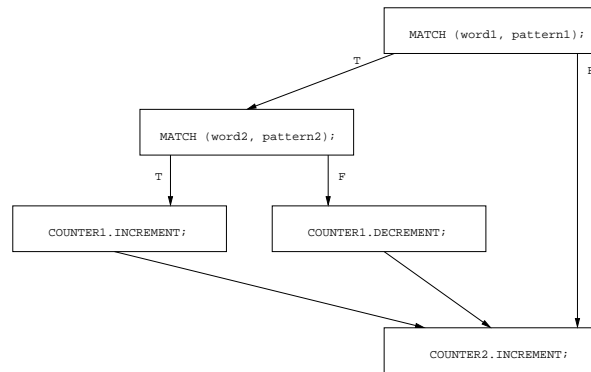 MATCH (word1, pattern1);
T
MATCH (word2, pattern2);
T
F
COUNTER1.INCREMENT;
COUNTER1.DECREMENT;
COUNTER2.INCREMENT;